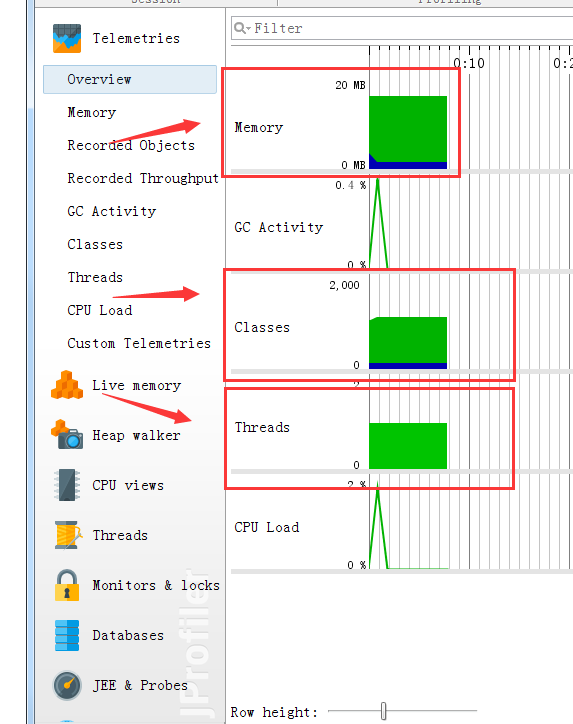 Session
Profiling
Telemetries
Overview
Memory
Recorded Objects
Recorded Throughput
GC Activity
Classes
Threads
CPU Load
Custom Telemetries
Live memory
Heap walker
CPU views
Threads
Monitors & locks
Databases
JEE & Probes
JProfiler
Filter
0:10
0:2
20 MB
Memory
0 MB
0.4 %
GC Activity
0 %
2,000
Classes
0
2
Threads
0
2 %
CPU Load
0 %
Row height: